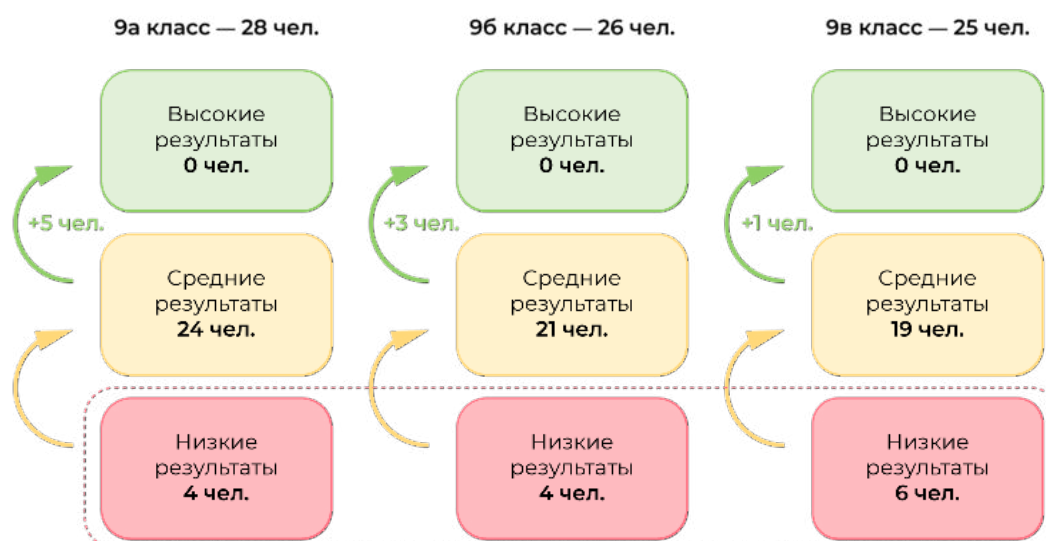 9а класс — 28 чел.
9б класс — 26 чел.
9в класс — 25 чел.
Высокие
результаты
0 чел.
Высокие
результаты
0 чел.
Высокие
результаты
0 чел.
+5 чел.
+3 чел.
+1 чел.
Средние
результаты
24 чел.
Средние
результаты
21 чел.
Средние
результаты
19 чел.
Низкие
результаты
4 чел.
Низкие
результаты
4 чел.
Низкие
результаты
6 чел.